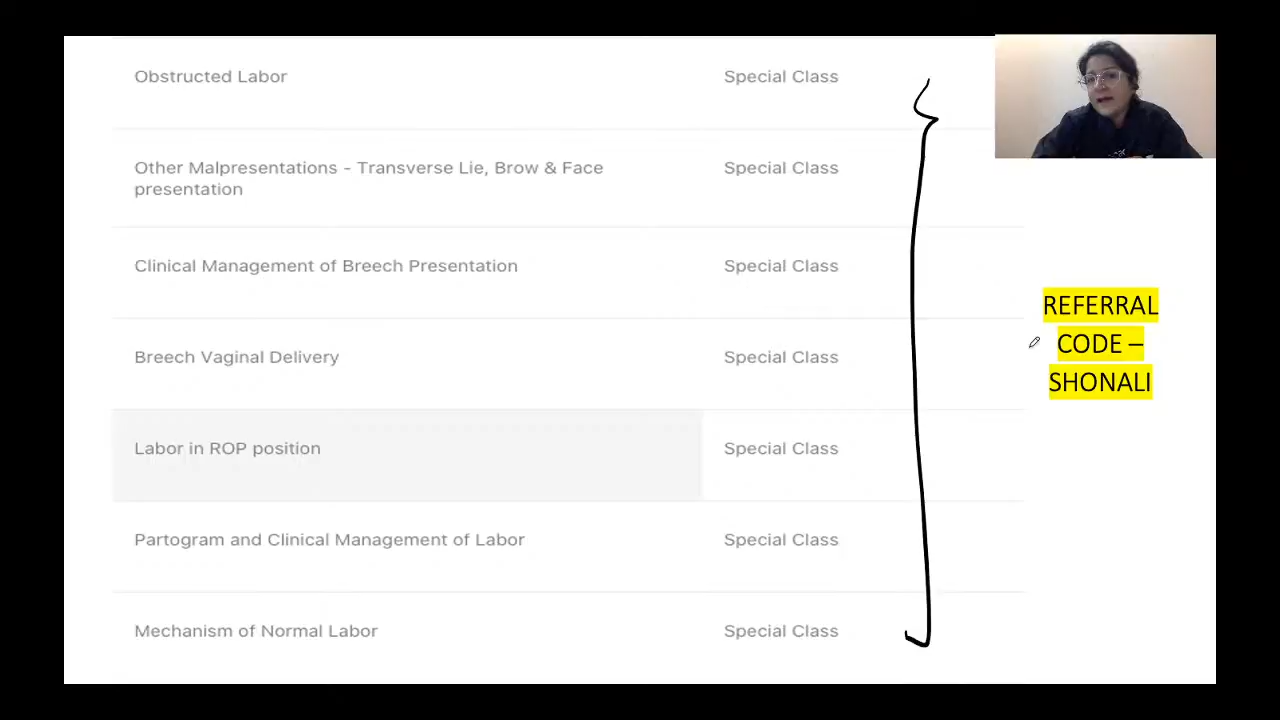 Obstructed Labor Special Class
Other Malpresentations - Transverse Lie, Brow & Face Special Class
presentation
Clinical Management of Breech Presentation Special Class
REFERRAL
CODE –
SHONALI
Breech Vaginal Delivery Special Class
Labor in ROP position Special Class
Partogram and Clinical Management of Labor Special Class
Mechanism of Normal Labor Special Class